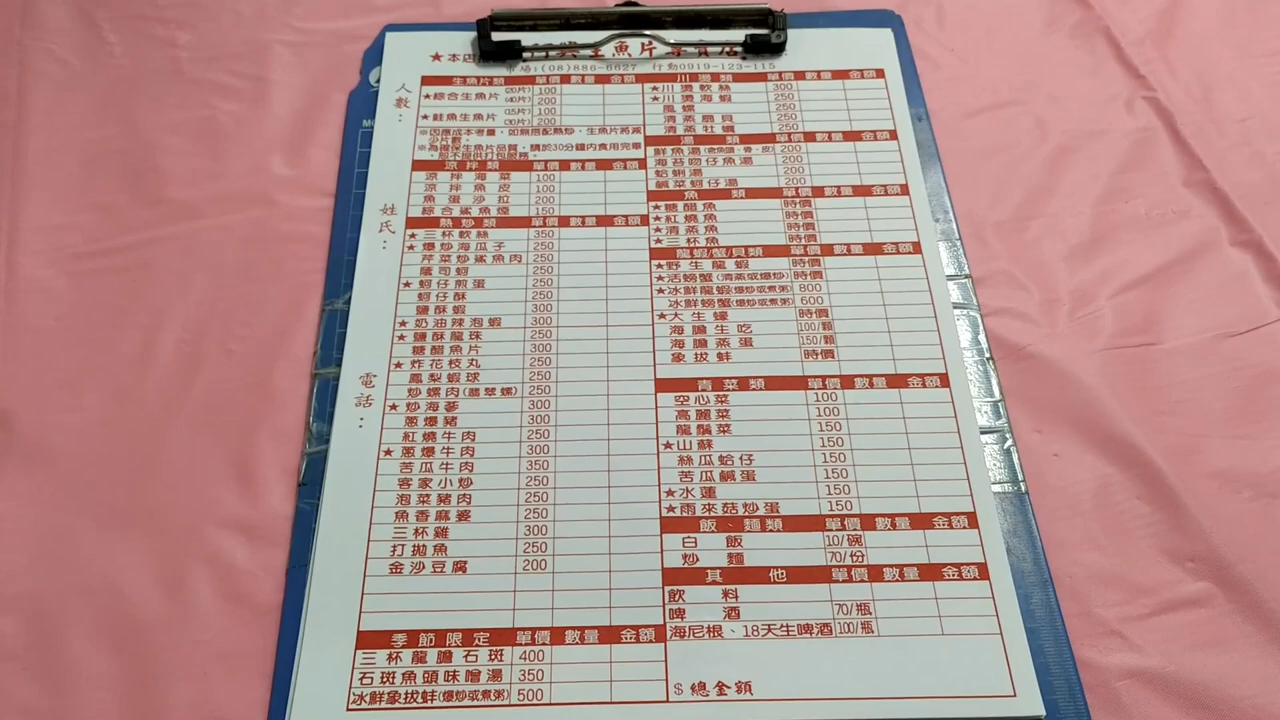 ★本店
生魚片專賣店
市場:(08)886-6627 行動0919-123-115
人數：
姓氏：
電話：
生魚片類 單價 數量 金額
★綜合生魚片 (20片) 100
(40片) 200
★鮭魚生魚片 (15片) 100
(30片) 200
※因應成本考量，如無搭配熱炒，生魚片將減
少片數。
※為確保生魚片品質，請於30分鐘內食用完畢
，恕不提供打包服務。
涼拌類 單價 數量 金額
涼拌海菜 100
涼拌魚皮 100
魚蛋沙拉 200
綜合鯊魚煙 150
熱炒類 單價 數量 金額
★三杯軟絲 350
★爆炒海瓜子 250
芹菜炒鯊魚肉 250
蔭司蚵 250
★蚵仔煎蛋 250
蚵仔酥 250
鹽酥蝦 300
★奶油辣泡蝦 300
★鹽酥龍珠 250
糖醋魚片 300
★炸花枝丸 250
鳳梨蝦球 250
炒螺肉(翡翠螺) 250
★炒海蔘 300
蔥爆豬 300
紅燒牛肉 250
★蔥爆牛肉 300
苦瓜牛肉 350
客家小炒 250
泡菜豬肉 250
魚香麻婆 250
三杯雞 300
打拋魚 250
金沙豆腐 200
季節限定 單價 數量 金額
三杯龍膽石斑 400
石斑魚頭味噌湯 350
冰鮮象拔蚌(爆炒或煮粥) 500
川燙類 單價 數量 金額
★川燙軟絲 300
★川燙海蝦 250
風螺 250
清蒸扇貝 250
清蒸牡蠣 250
湯類 單價 數量 金額
鮮魚湯(含魚頭、骨、皮) 200
海苔吻仔魚湯 200
蛤蜊湯 200
鹹菜蚵仔湯 200
魚類 單價 數量 金額
★糖醋魚 時價
★紅燒魚 時價
★清蒸魚 時價
★三杯魚 時價
龍蝦/蟹/貝類 單價 數量 金額
★野生龍蝦 時價
★活螃蟹(清蒸或爆炒) 時價
★冰鮮龍蝦(爆炒或煮粥) 800
冰鮮螃蟹(爆炒或煮粥) 600
★大生蠔 時價
海膽生吃 100/顆
海膽蒸蛋 150/顆
象拔蚌 時價
青菜類 單價 數量 金額
空心菜 100
高麗菜 100
龍鬚菜 150
★山蘇 150
絲瓜蛤仔 150
苦瓜鹹蛋 150
★水蓮 150
★雨來菇炒蛋 150
飯、麵類 單價 數量 金額
白飯 10/碗
炒麵 70/份
其他 單價 數量 金額
飲料
啤酒 70/瓶
海尼根、18天生啤酒 100/瓶
$總金額